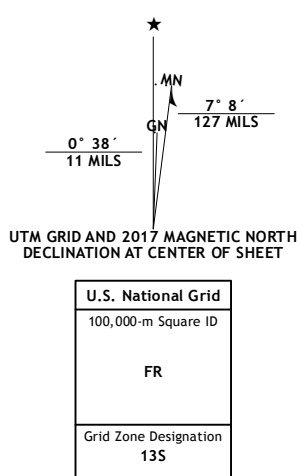 ★
MN
GN
7° 8´
127 MILS
0° 38´
11 MILS
UTM GRID AND 2017 MAGNETIC NORTH
DECLINATION AT CENTER OF SHEET
U.S. National Grid
100,000-m Square ID
FR
Grid Zone Designation
13S